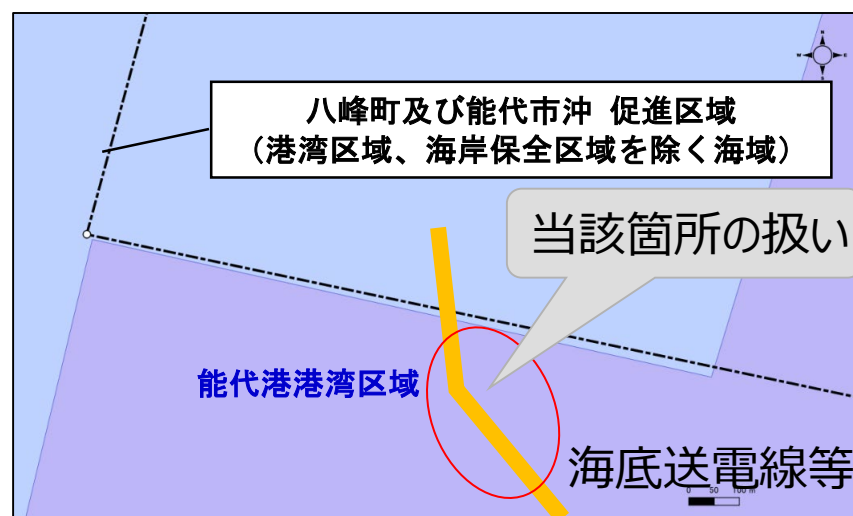 八峰町及び能代市沖 促進区域
（港湾区域、海岸保全区域を除く海域）
当該箇所の扱い
能代港港湾区域
海底送電線等
0 50 100 m
N
W E